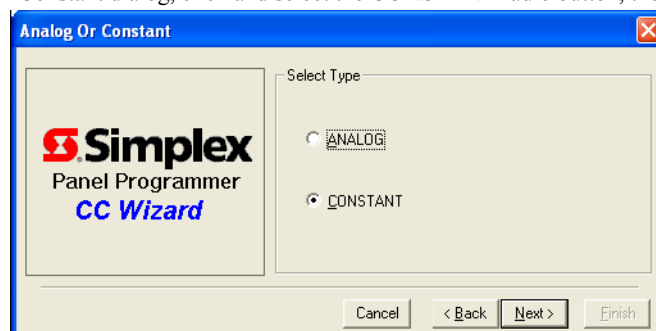 Analog Or Constant
Select Type
Simplex
Panel Programmer
CC Wizard
ANALOG
CONSTANT
Cancel
< Back
Next >
Finish